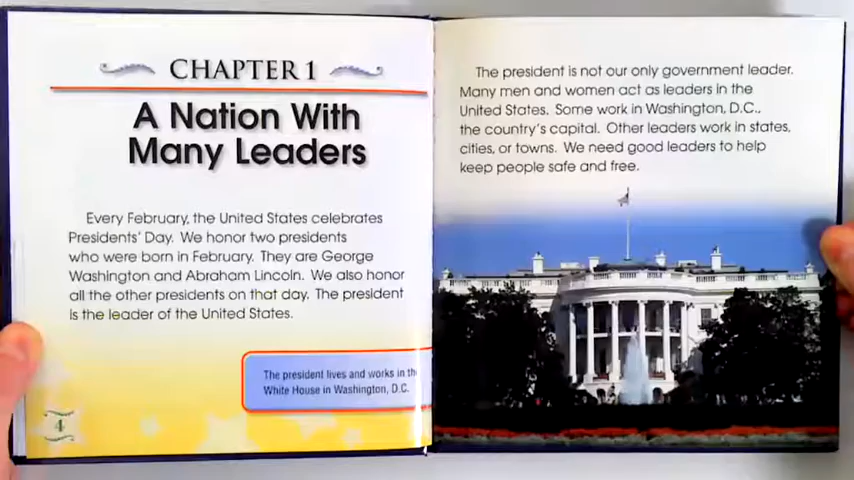 CHAPTER 1
A Nation With
Many Leaders
Every February, the United States celebrates
Presidents' Day. We honor two presidents
who were born in February. They are George
Washington and Abraham Lincoln. We also honor
all the other presidents on that day. The president
is the leader of the United States.
The president lives and works in the
White House in Washington, D.C.
4
The president is not our only government leader.
Many men and women act as leaders in the
United States. Some work in Washington, D.C.,
the country's capital. Other leaders work in states,
cities, or towns. We need good leaders to help
keep people safe and free.